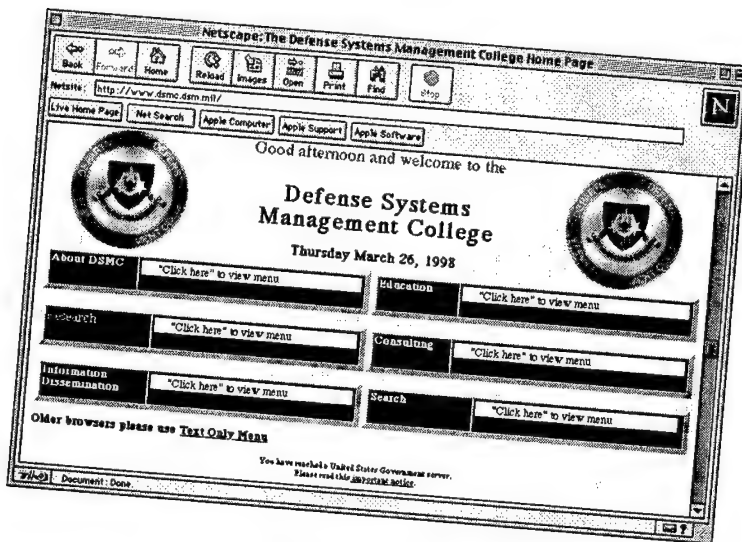 Netscape: The Defense Systems Management College Home Page
Back Forward Home Reload Images Open Print Find Stop
Netsite: http://www.dsmc.dsm.mil/
N
Live Home Page Net Search Apple Computer Apple Support Apple Software
Good afternoon and welcome to the
Defense Systems
Management College
Thursday March 26, 1998
About DSMC "Click here" to view menu
Education "Click here" to view menu
Research "Click here" to view menu
Consulting "Click here" to view menu
Information
Dissemination "Click here" to view menu
Search "Click here" to view menu
Older browsers please use Text Only Menu
You have reached a United States Government server.
Please read this important notice.
Document: Done.